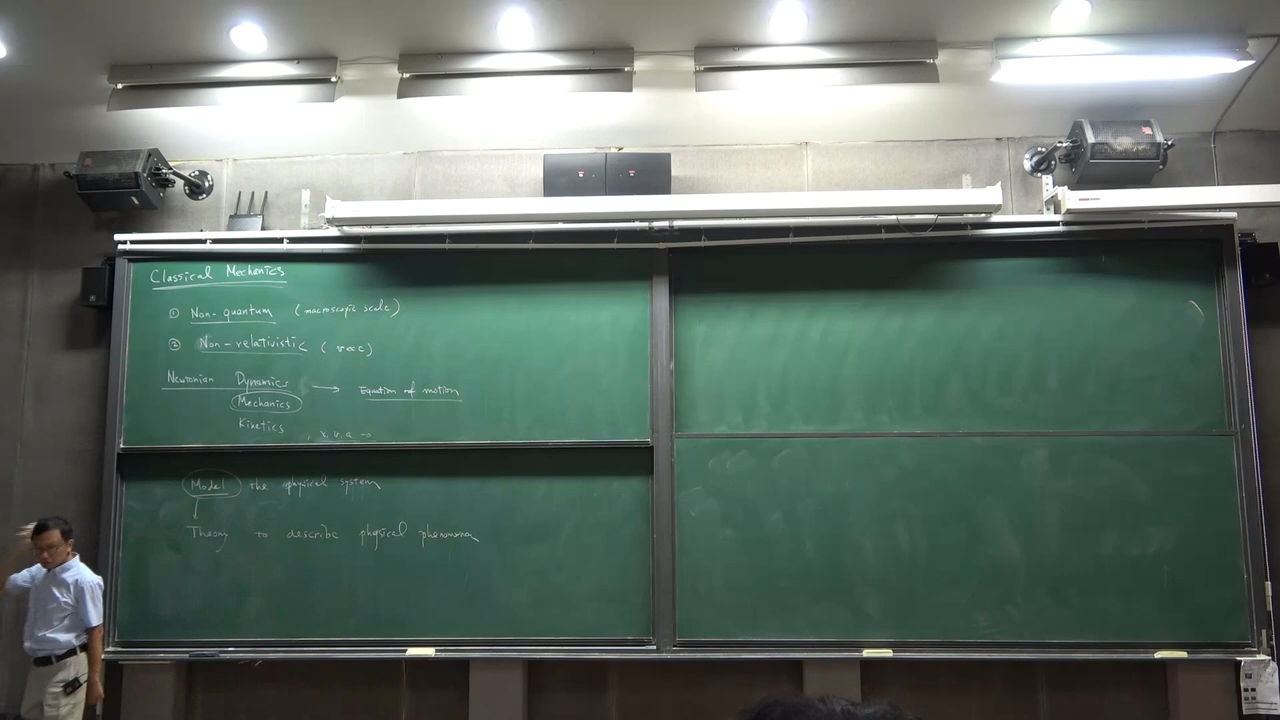 Classical Mechanics
① Non-quantum (macroscopic scale)
② Non-relativistic (v≪c)
Newtonian Dynamics → Equation of motion
Mechanics
Kinetics
, x, v, a →
Model the physical system
Theory to describe physical phenomena